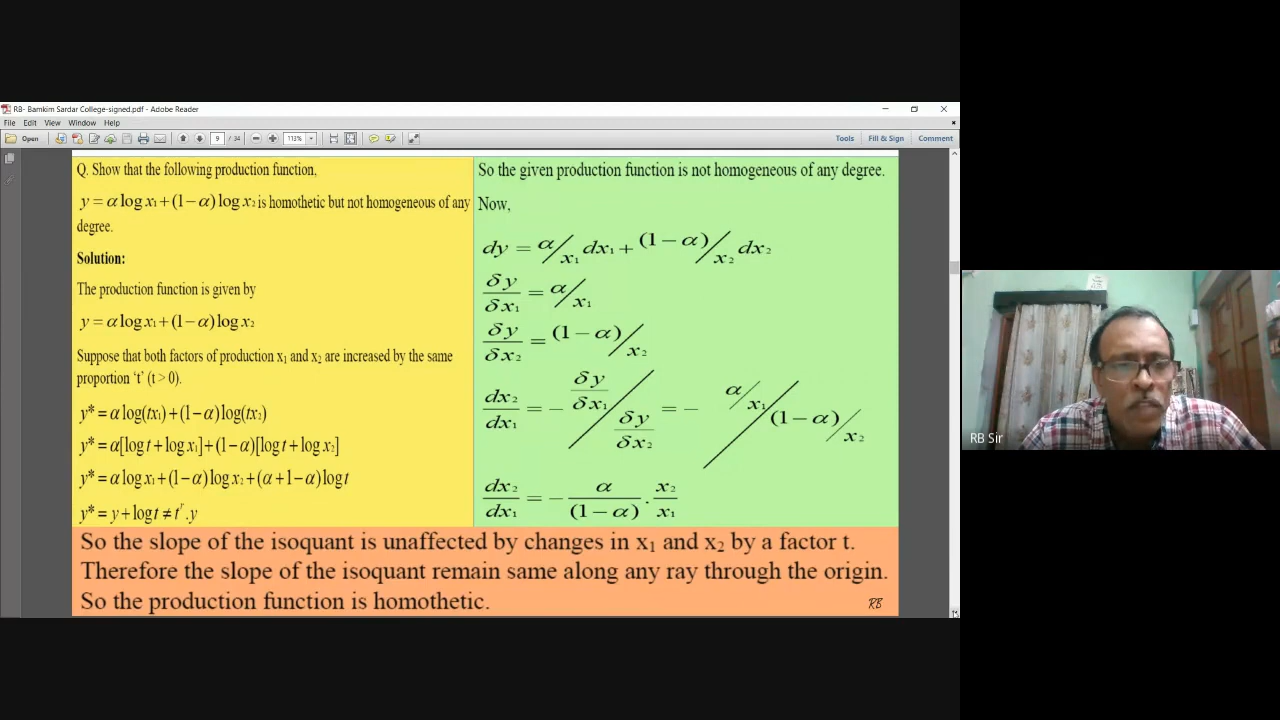 RB- Bamkim Sardar College-signed.pdf - Adobe Reader
File Edit View Window Help
Open 9 / 34 113% Tools Fill & Sign Comment
Q. Show that the following production function,
y = α log x₁ + (1−α) log x₂ is homothetic but not homogeneous of any
degree.
Solution:
The production function is given by
y = α log x₁ + (1−α) log x₂
Suppose that both factors of production x₁ and x₂ are increased by the same
proportion ‘t’ (t > 0).
y* = α log(tx₁) + (1−α) log(tx₂)
y* = α[log t + log x₁] + (1−α)[log t + log x₂]
y* = α log x₁ + (1−α) log x₂ + (α+1−α) log t
y* = y + log t ≠ tʳ.y
So the given production function is not homogeneous of any degree.
Now,
dy = α/x₁ dx₁ + (1−α)/x₂ dx₂
δy/δx₁ = α/x₁
δy/δx₂ = (1−α)/x₂
dx₂/dx₁ = − (δy/δx₁)/(δy/δx₂) = − (α/x₁)/((1−α)/x₂)
dx₂/dx₁ = − α/(1−α) . x₂/x₁
So the slope of the isoquant is unaffected by changes in x₁ and x₂ by a factor t.
Therefore the slope of the isoquant remain same along any ray through the origin.
So the production function is homothetic.
RB
RB Sir